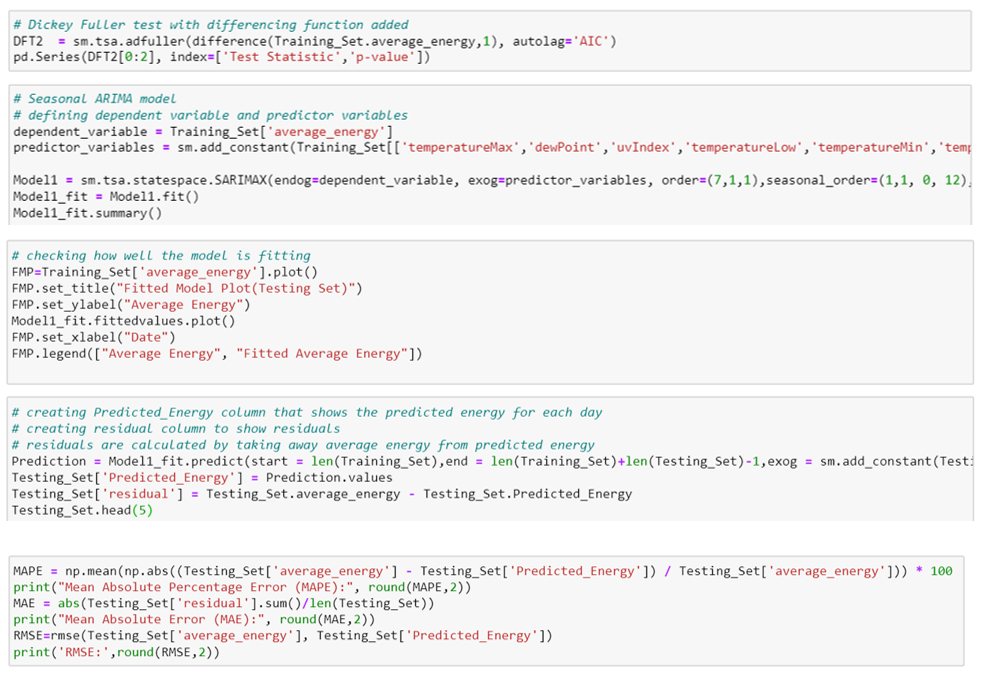 # Dickey Fuller test with differencing function added
DFT2  = sm.tsa.adfuller(difference(Training_Set.average_energy,1), autolag='AIC')
pd.Series(DFT2[0:2], index=['Test Statistic','p-value'])
# Seasonal ARIMA model
# defining dependent variable and predictor variables
dependent_variable = Training_Set['average_energy']
predictor_variables = sm.add_constant(Training_Set[['temperatureMax','dewPoint','uvIndex','temperatureLow','temperatureMin','temp
Model1 = sm.tsa.statespace.SARIMAX(endog=dependent_variable, exog=predictor_variables, order=(7,1,1),seasonal_order=(1,1, 0, 12),
Model1_fit = Model1.fit()
Model1_fit.summary()
# checking how well the model is fitting
FMP=Training_Set['average_energy'].plot()
FMP.set_title("Fitted Model Plot(Testing Set)")
FMP.set_ylabel("Average Energy")
Model1_fit.fittedvalues.plot()
FMP.set_xlabel("Date")
FMP.legend(["Average Energy", "Fitted Average Energy"])
# creating Predicted_Energy column that shows the predicted energy for each day
# creating residual column to show residuals
# residuals are calculated by taking away average energy from predicted energy
Prediction = Model1_fit.predict(start = len(Training_Set),end = len(Training_Set)+len(Testing_Set)-1,exog = sm.add_constant(Testi
Testing_Set['Predicted_Energy'] = Prediction.values
Testing_Set['residual'] = Testing_Set.average_energy - Testing_Set.Predicted_Energy
Testing_Set.head(5)
MAPE = np.mean(np.abs((Testing_Set['average_energy'] - Testing_Set['Predicted_Energy']) / Testing_Set['average_energy'])) * 100
print("Mean Absolute Percentage Error (MAPE):", round(MAPE,2))
MAE = abs(Testing_Set['residual'].sum()/len(Testing_Set))
print("Mean Absolute Error (MAE):", round(MAE,2))
RMSE=rmse(Testing_Set['average_energy'], Testing_Set['Predicted_Energy'])
print('RMSE:',round(RMSE,2))